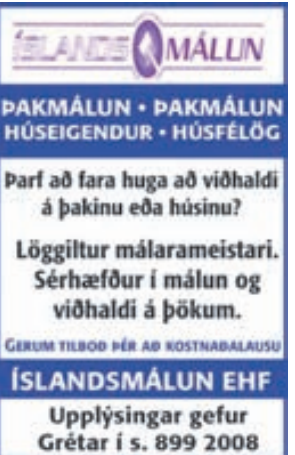 ÍSLANDS MÁLUN
ÞAKMÁLUN • ÞAKMÁLUN
HÚSEIGENDUR • HÚSFÉLÖG
Þarf að fara huga að viðhaldi
á þakinu eða húsinu?
Löggiltur málarameistari.
Sérhæfður í málun og
viðhaldi á þökum.
GERUM TILBOÐ ÞÉR AÐ KOSTNAÐALAUSU
ÍSLANDSMÁLUN EHF
Upplýsingar gefur
Grétar í s. 899 2008